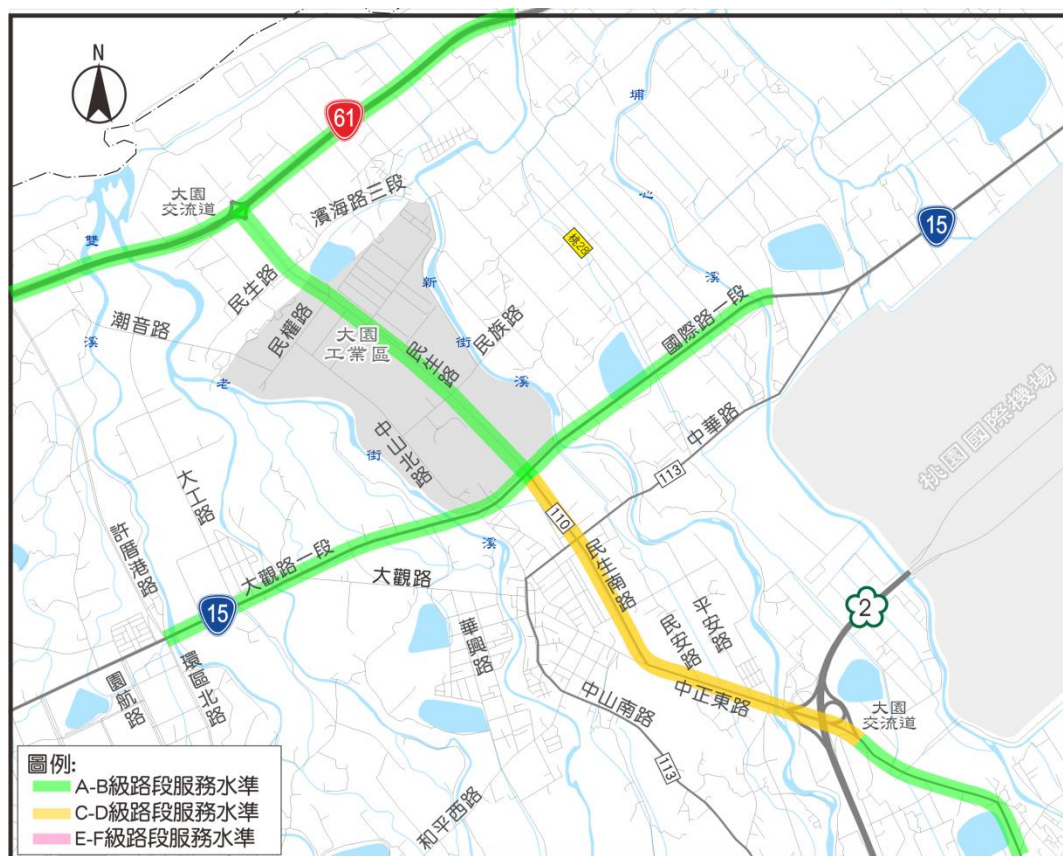 N
61
大園
交流道
濱海路三段
埔
心
溪
15
桃28
雙
溪
民生路
新
街
溪
民族路
國際路一段
潮音路
民權路
大園
工業區
民生路
老
街
溪
中山北路
中華路
113
桃園國際機場
大工路
許厝港路
大觀路一段
110
民生南路
大觀路
15
華興路
民安路
平安路
2
環區北路
園航路
中山南路
中正東路
大園
交流道
113
和平西路
圖例:
A-B級路段服務水準
C-D級路段服務水準
E-F級路段服務水準